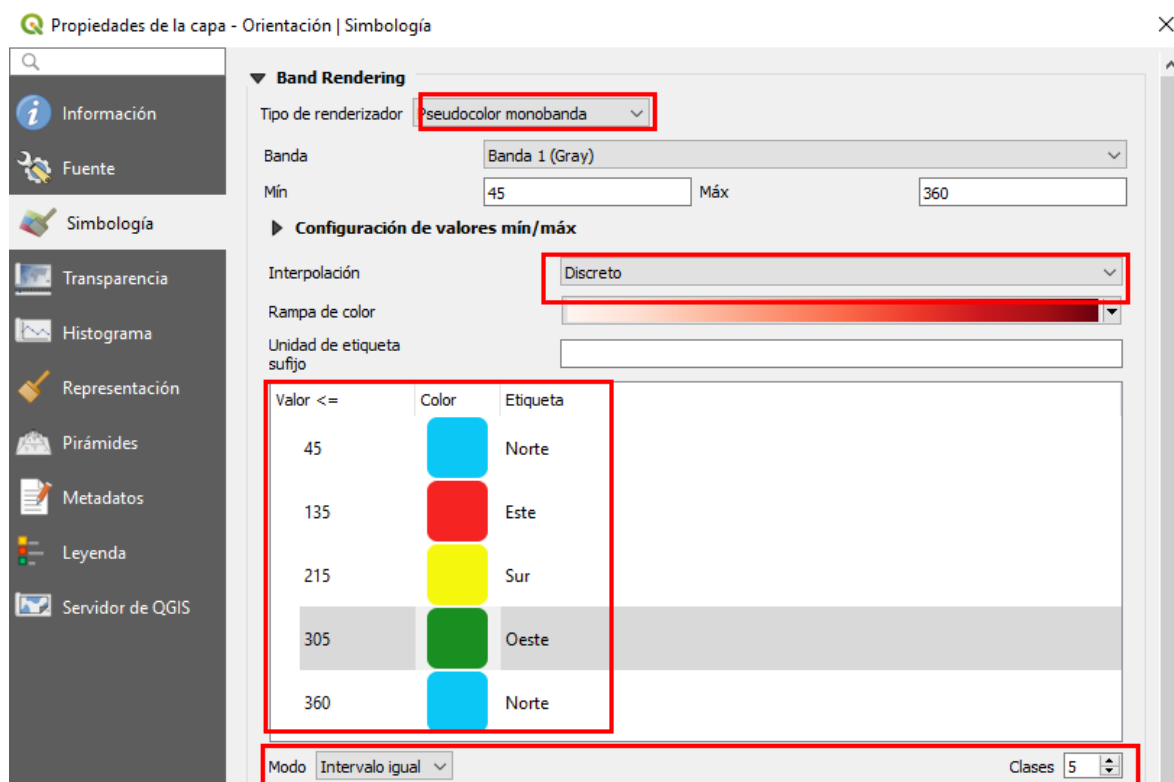 Propiedades de la capa - Orientación | Simbología
Información
Fuente
Simbología
Transparencia
Histograma
Representación
Pirámides
Metadatos
Leyenda
Servidor de QGIS
Band Rendering
Tipo de renderizador Pseudocolor monobanda
Banda Banda 1 (Gray)
Mín 45 Máx 360
Configuración de valores mín/máx
Interpolación Discreto
Rampa de color
Unidad de etiqueta
sufijo
Valor <= Color Etiqueta
45 Norte
135 Este
215 Sur
305 Oeste
360 Norte
Modo Intervalo igual Clases 5